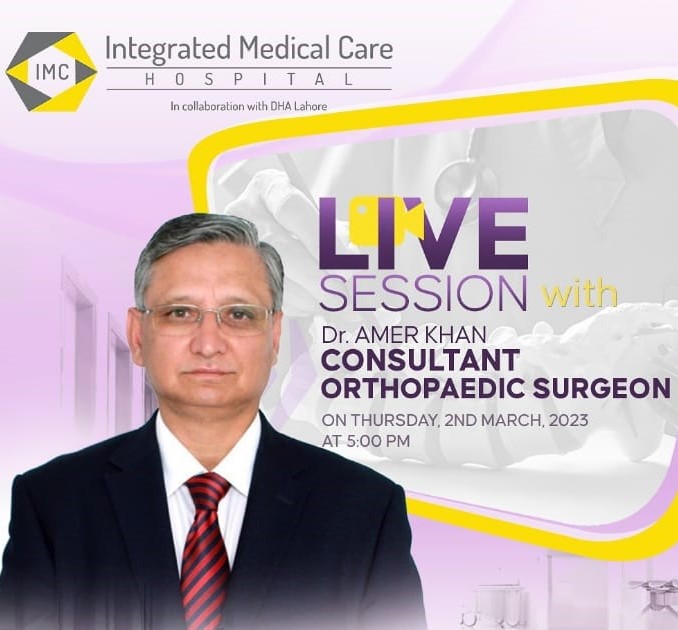 IMC
Integrated Medical Care
HOSPITAL
In collaboration with DHA Lahore
LIVE
SESSION with
Dr. AMER KHAN
CONSULTANT
ORTHOPAEDIC SURGEON
ON THURSDAY, 2ND MARCH, 2023
AT 5:00 PM